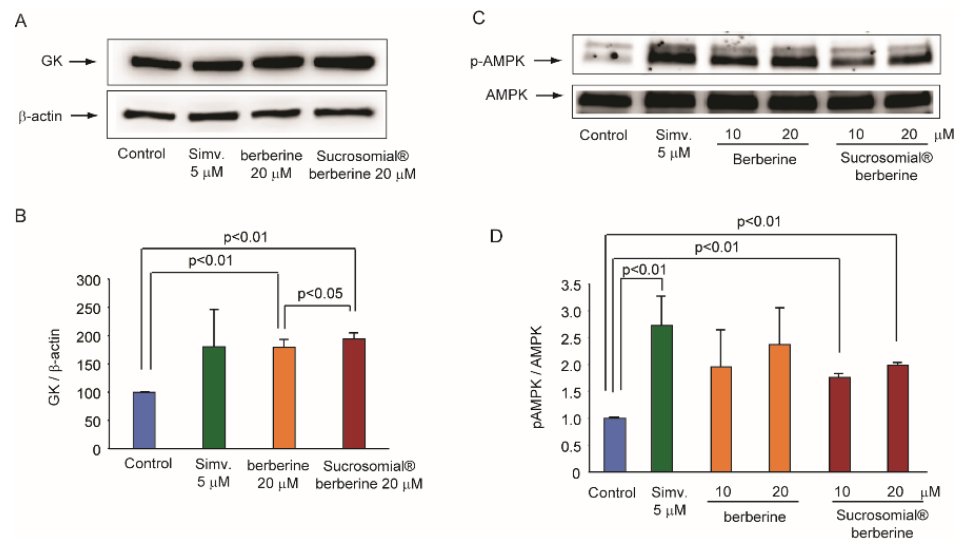 A
GK
β-actin
Control Simv. berberine Sucrosomial®
5 μM 20 μM berberine 20 μM
C
p-AMPK
AMPK
10 20 10 20 μM
Control Simv. Berberine Sucrosomial®
5 μM berberine
B
p<0.01
p<0.01
p<0.05
GK / β-actin
300
250
200
150
100
50
0
Control Simv. berberine Sucrosomial®
5 μM 20 μM berberine 20 μM
D
p<0.01
p<0.01
p<0.01
pAMPK / AMPK
3.5
3.0
2.5
2.0
1.5
1.0
0.5
0
Control Simv. 10 20 10 20 μM
5 μM berberine Sucrosomial®
berberine